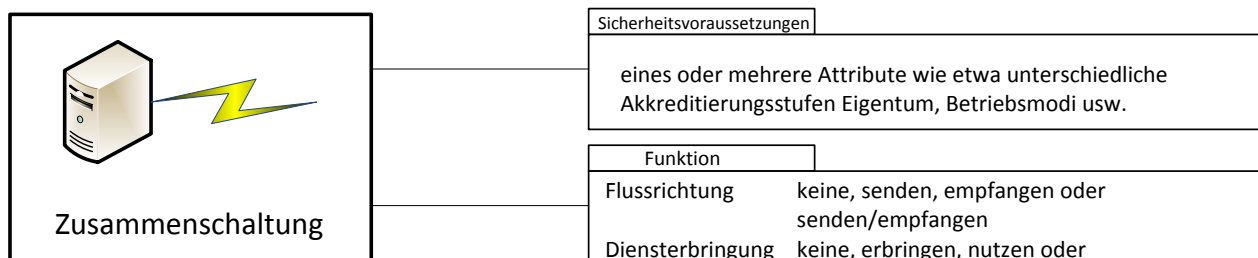 Zusammenschaltung
Sicherheitsvoraussetzungen
eines oder mehrere Attribute wie etwa unterschiedliche
Akkreditierungsstufen Eigentum, Betriebsmodi usw.
Funktion
Flussrichtung keine, senden, empfangen oder
senden/empfangen
Diensterbringung keine, erbringen, nutzen oder